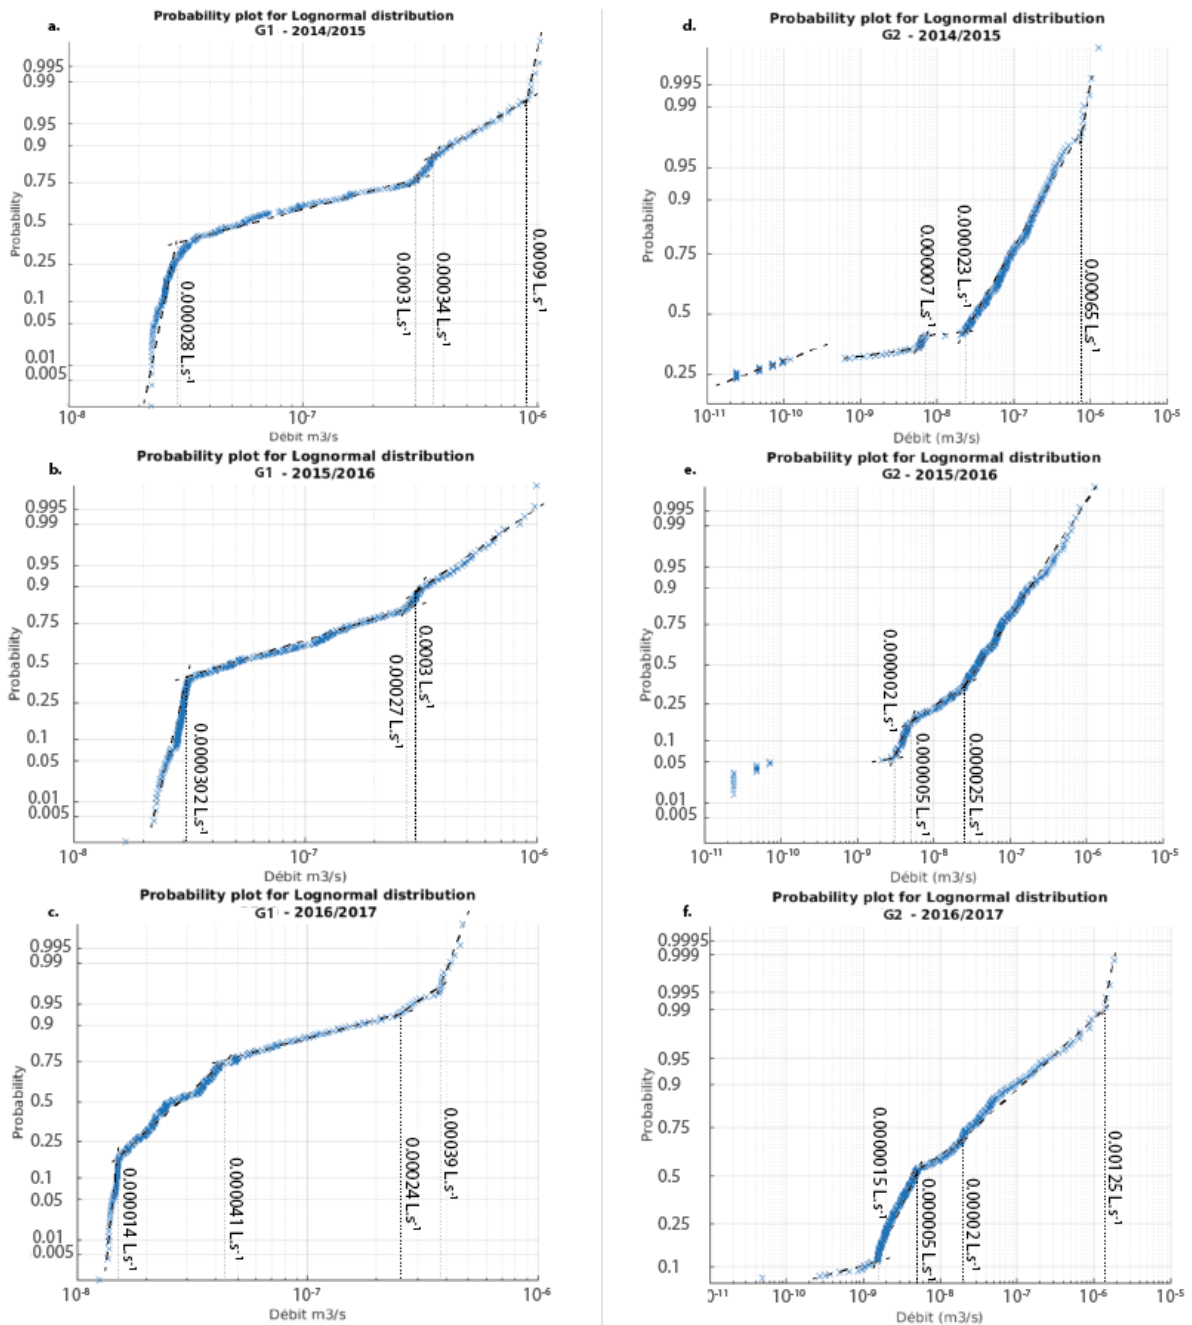 a.
Probability plot for Lognormal distribution
G1 - 2014/2015
0.995
0.99
0.95
0.9
0.75
0.5
0.25
0.1
0.05
0.01
0.005
Probability
0.000028 L.s⁻¹
0.0003 L.s⁻¹
0.00034 L.s⁻¹
0.0009 L.s⁻¹
10⁻⁸
10⁻⁷
10⁻⁶
Débit m3/s
b.
Probability plot for Lognormal distribution
G1 - 2015/2016
0.995
0.99
0.95
0.9
0.75
0.5
0.25
0.1
0.05
0.01
0.005
Probability
0.0000302 L.s⁻¹
0.00027 L.s⁻¹
0.0003 L.s⁻¹
10⁻⁸
10⁻⁷
10⁻⁶
Débit m3/s)
c.
Probability plot for Lognormal distribution
G1 - 2016/2017
0.995
0.99
0.95
0.9
0.75
0.5
0.25
0.1
0.05
0.01
0.005
Probability
0.000014 L.s⁻¹
0.000041 L.s⁻¹
0.00024 L.s⁻¹
0.00039 L.s⁻¹
10⁻⁸
10⁻⁷
10⁻⁶
Débit m3/s
d.
Probability plot for Lognormal distribution
G2 - 2014/2015
0.995
0.99
0.95
0.9
0.75
0.5
0.25
Probability
0.000007 L.s⁻¹
0.000023 L.s⁻¹
0.00065 L.s⁻¹
10⁻¹¹
10⁻¹⁰
10⁻⁹
10⁻⁸
10⁻⁷
10⁻⁶
10⁻⁵
Débit (m3/s)
e.
Probability plot for Lognormal distribution
G2 - 2015/2016
0.995
0.99
0.95
0.9
0.75
0.5
0.25
0.1
0.05
0.01
0.005
Probability
0.000002 L.s⁻¹
0.000005 L.s⁻¹
0.000025 L.s⁻¹
10⁻¹¹
10⁻¹⁰
10⁻⁹
10⁻⁸
10⁻⁷
10⁻⁶
10⁻⁵
Débit (m3/s)
f.
Probability plot for Lognormal distribution
G2 - 2016/2017
0.9995
0.999
0.995
0.99
0.95
0.9
0.75
0.5
0.25
0.1
Probability
0.0000015 L.s⁻¹
0.000005 L.s⁻¹
0.00002 L.s⁻¹
0.00125 L.s⁻¹
0⁻¹¹
10⁻¹⁰
10⁻⁹
10⁻⁸
10⁻⁷
10⁻⁶
10⁻⁵
Débit (m3/s)